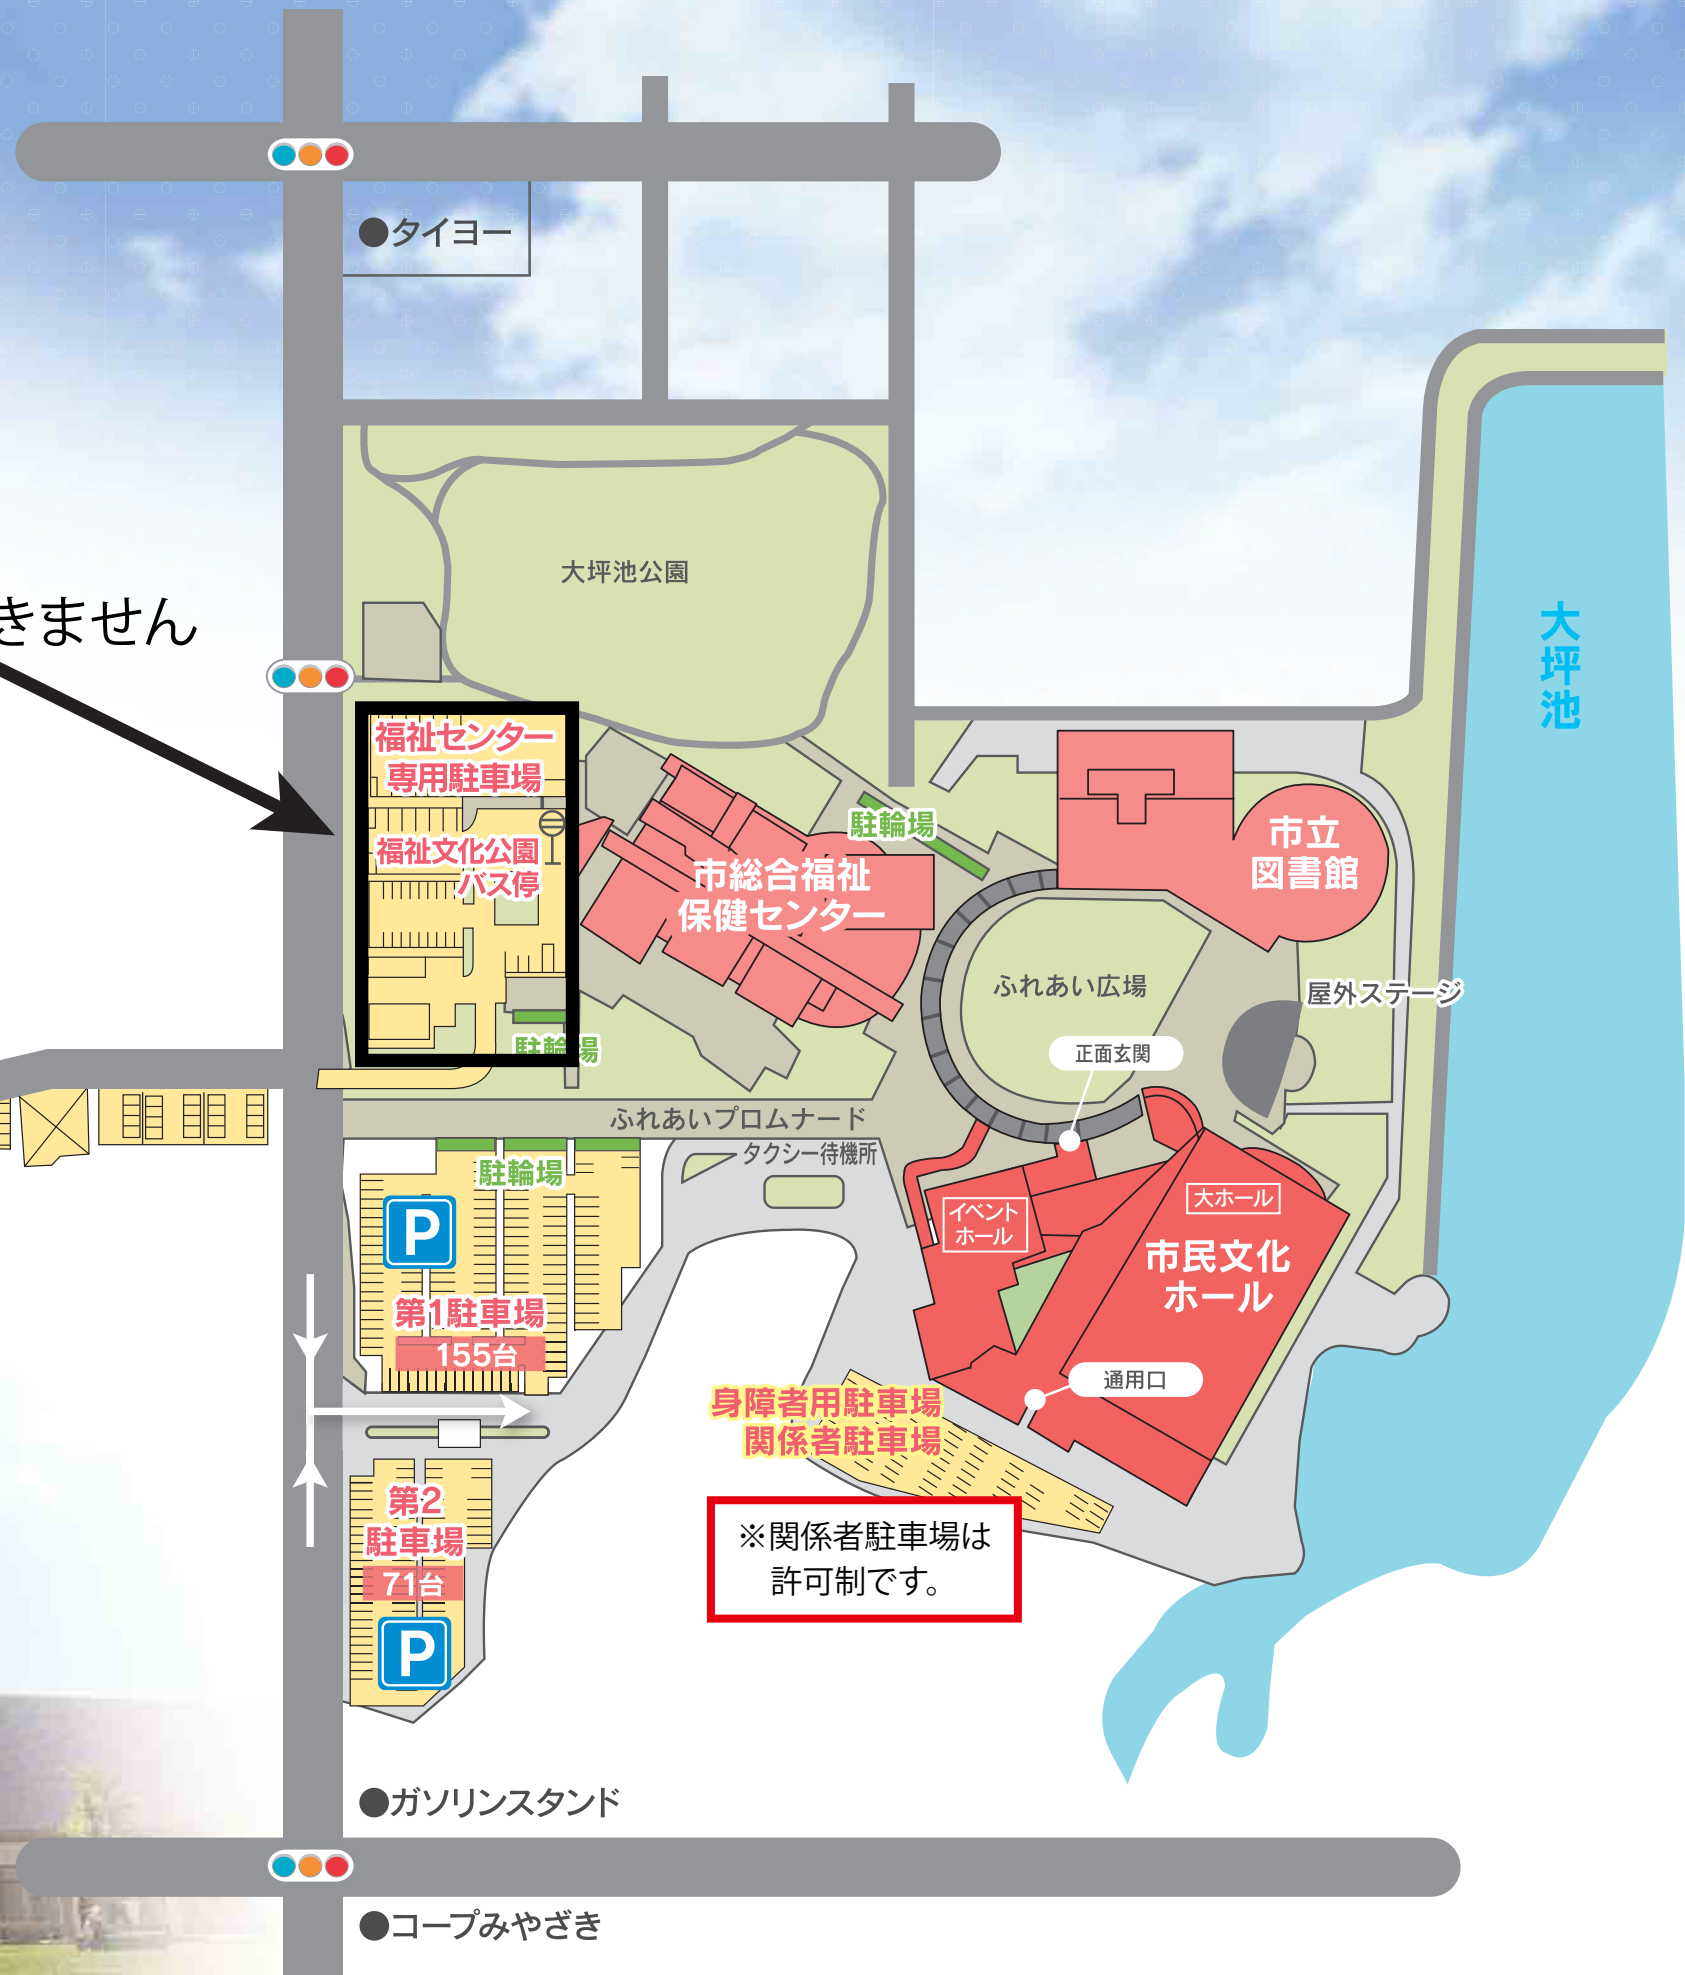 ●タイヨー
大坪池公園
きません
大坪池
福祉センター
専用駐車場
福祉文化公園
バス停
駐輪場
市総合福祉
保健センター
駐輪場
市立
図書館
ふれあい広場
屋外ステージ
正面玄関
ふれあいプロムナード
タクシー待機所
駐輪場
P
第1駐車場
155台
イベント
ホール
大ホール
市民文化
ホール
通用口
身障者用駐車場
関係者駐車場
※関係者駐車場は
許可制です。
第2
駐車場
71台
P
●ガソリンスタンド
●コープみやざき